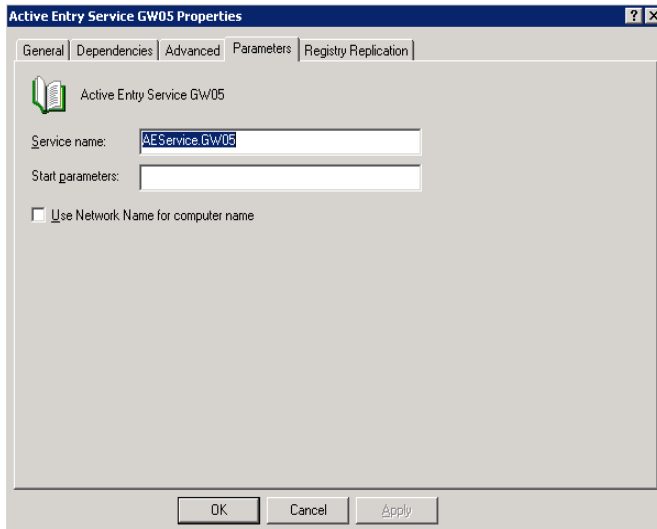 Active Entry Service GW05 Properties
General Dependencies Advanced Parameters Registry Replication
Active Entry Service GW05
Service name: AEService.GW05
Start parameters:
Use Network Name for computer name
OK Cancel Apply